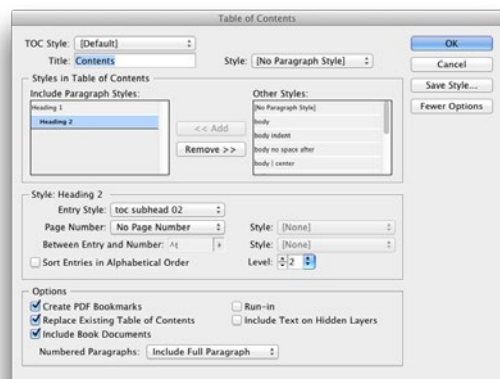 Table of Contents
TOC Style: [Default]
OK
Title: Contents
Style: [No Paragraph Style]
Cancel
Styles in Table of Contents
Save Style...
Include Paragraph Styles:
Other Styles:
Fewer Options
Heading 1
[No Paragraph Style]
Heading 2
body
<< Add
body indent
Remove >>
body no space after
body | center
Style: Heading 2
Entry Style: toc subhead 02
Page Number: No Page Number
Style: [None]
Between Entry and Number: ^t
Style: [None]
Sort Entries in Alphabetical Order
Level: 2
Options
Create PDF Bookmarks
Run-in
Replace Existing Table of Contents
Include Text on Hidden Layers
Include Book Documents
Numbered Paragraphs: Include Full Paragraph